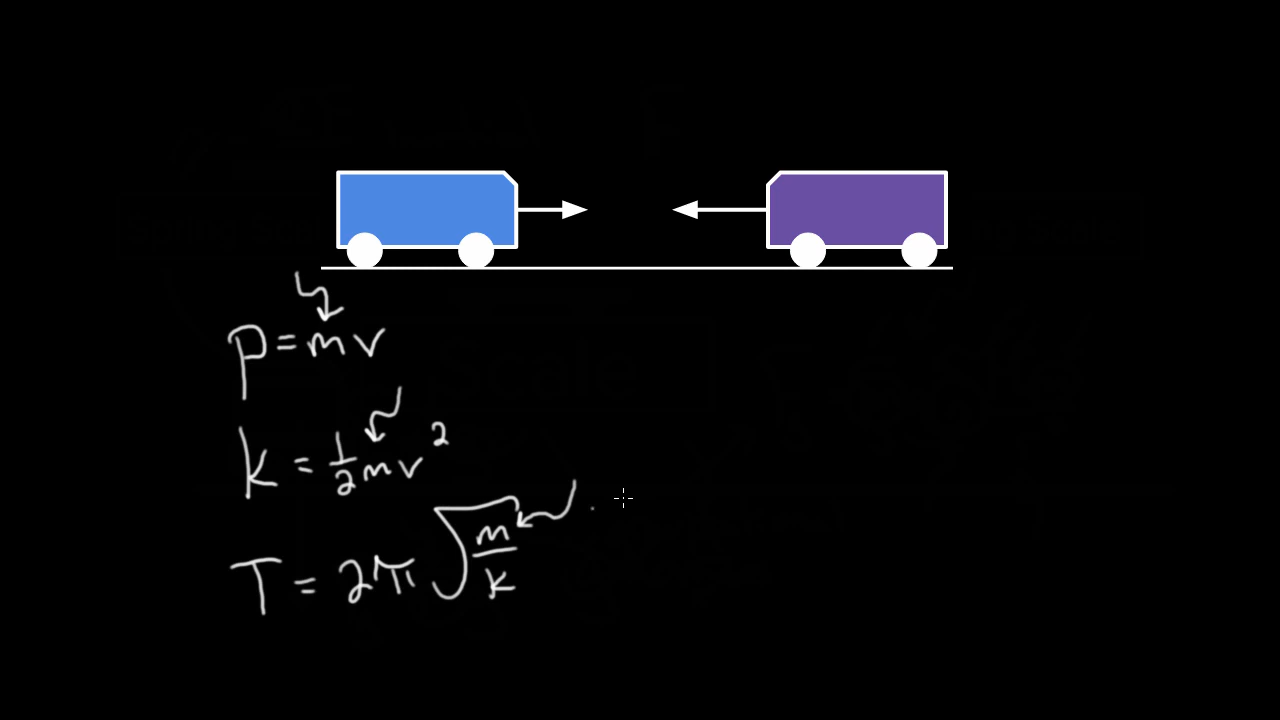 p = mv
k = 1/2 mv²
T = 2π √(m/k)